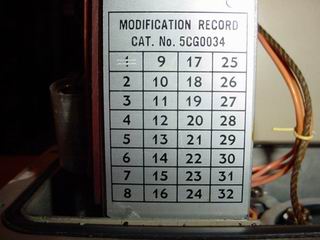 MODIFICATION RECORD
CAT. No. 5CG0034
1 9 17 25
2 10 18 26
3 11 19 27
4 12 20 28
5 13 21 29
6 14 22 30
7 15 23 31
8 16 24 32